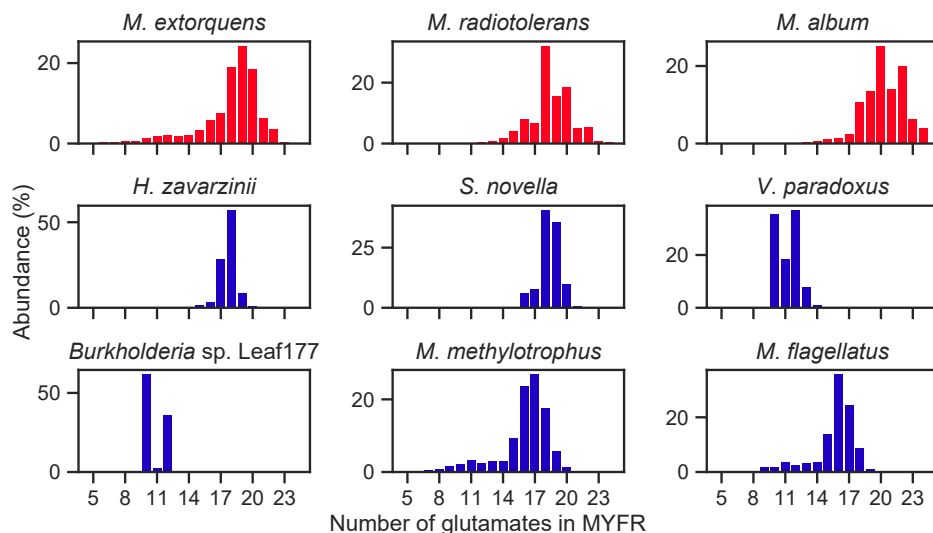 M. extorquens
M. radiotolerans
M. album
20
0
25
0
20
0
H. zavarzinii
S. novella
V. paradoxus
50
0
25
0
20
0
Burkholderia sp. Leaf177
M. methylotrophus
M. flagellatus
50
0
20
0
20
0
5 8 11 14 17 20 23
5 8 11 14 17 20 23
5 8 11 14 17 20 23
Abundance (%)
Number of glutamates in MYFR